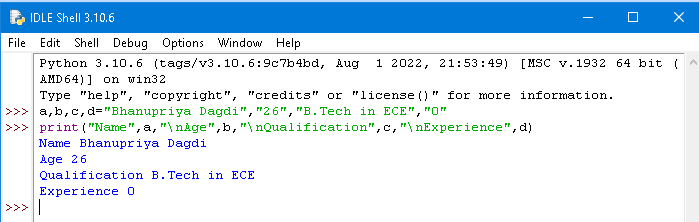 IDLE Shell 3.10.6
File Edit Shell Debug Options Window Help
Python 3.10.6 (tags/v3.10.6:9c7b4bd, Aug  1 2022, 21:53:49) [MSC v.1932 64 bit (
AMD64)] on win32
Type "help", "copyright", "credits" or "license()" for more information.
>>> a,b,c,d="Bhanupriya Dagdi","26","B.Tech in ECE","0"
>>> print("Name",a,"\nAge",b,"\nQualification",c,"\nExperience",d)
Name Bhanupriya Dagdi
Age 26
Qualification B.Tech in ECE
Experience 0
>>>